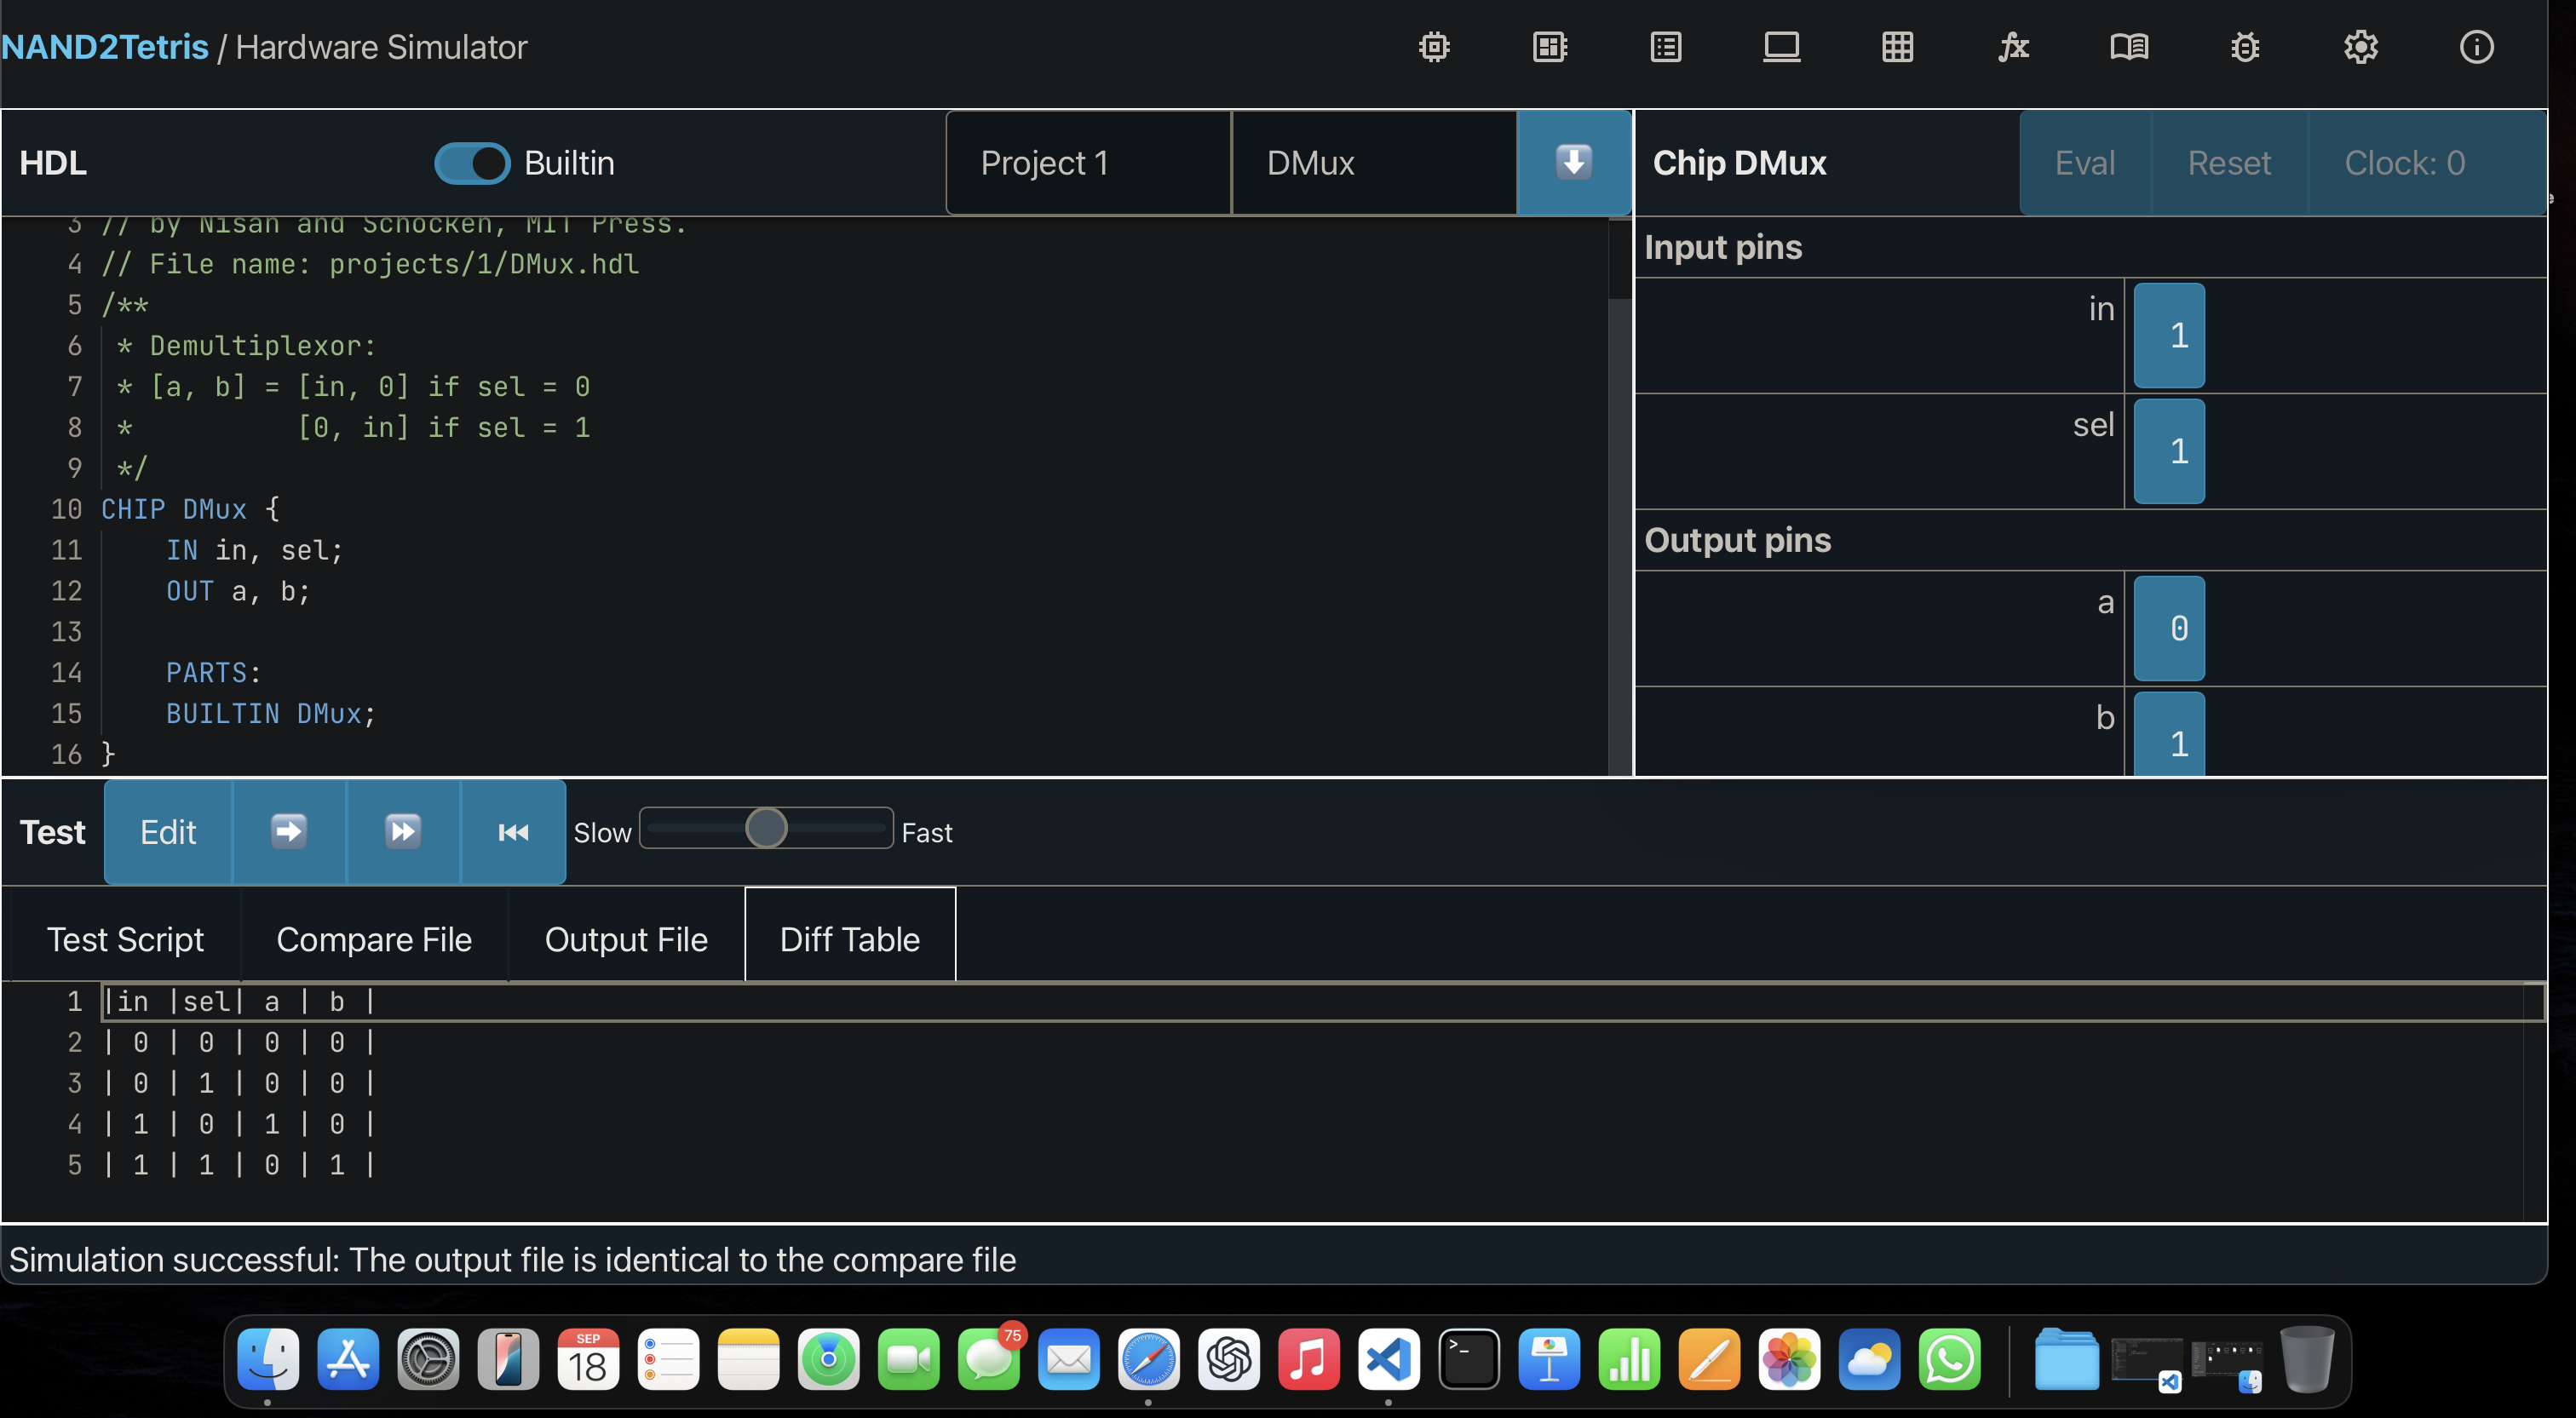 NAND2Tetris / Hardware Simulator
HDL
Builtin
Project 1
DMux
Chip DMux
Eval
Reset
Clock: 0
3 // by Nisan and Schocken, MIT Press.
4 // File name: projects/1/DMux.hdl
5 /**
6 * Demultiplexor:
7 * [a, b] = [in, 0] if sel = 0
8 *          [0, in] if sel = 1
9 */
10 CHIP DMux {
11     IN in, sel;
12     OUT a, b;
13
14     PARTS:
15     BUILTIN DMux;
16 }
Input pins
in 1
sel 1
Output pins
a 0
b 1
Test
Edit
Slow
Fast
Test Script
Compare File
Output File
Diff Table
1 |in |sel| a | b |
2 | 0 | 0 | 0 | 0 |
3 | 0 | 1 | 0 | 0 |
4 | 1 | 0 | 1 | 0 |
5 | 1 | 1 | 0 | 1 |
Simulation successful: The output file is identical to the compare file
SEP
18
75
>_